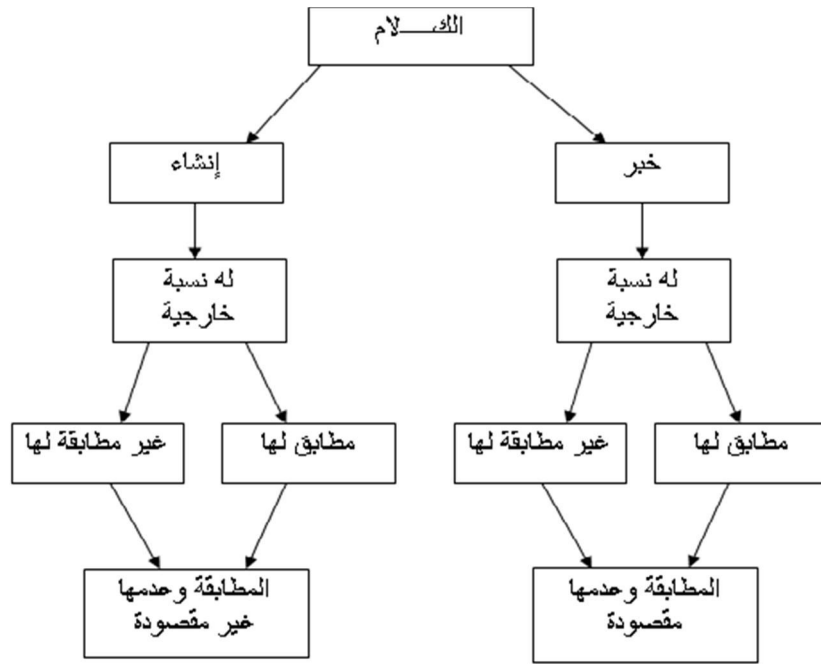 الكـــــلام
خبر
إنشاء
له نسبة
خارجية
له نسبة
خارجية
مطابق لها
غير مطابقة لها
مطابق لها
غير مطابقة لها
المطابقة وعدمها
مقصودة
المطابقة وعدمها
غير مقصودة